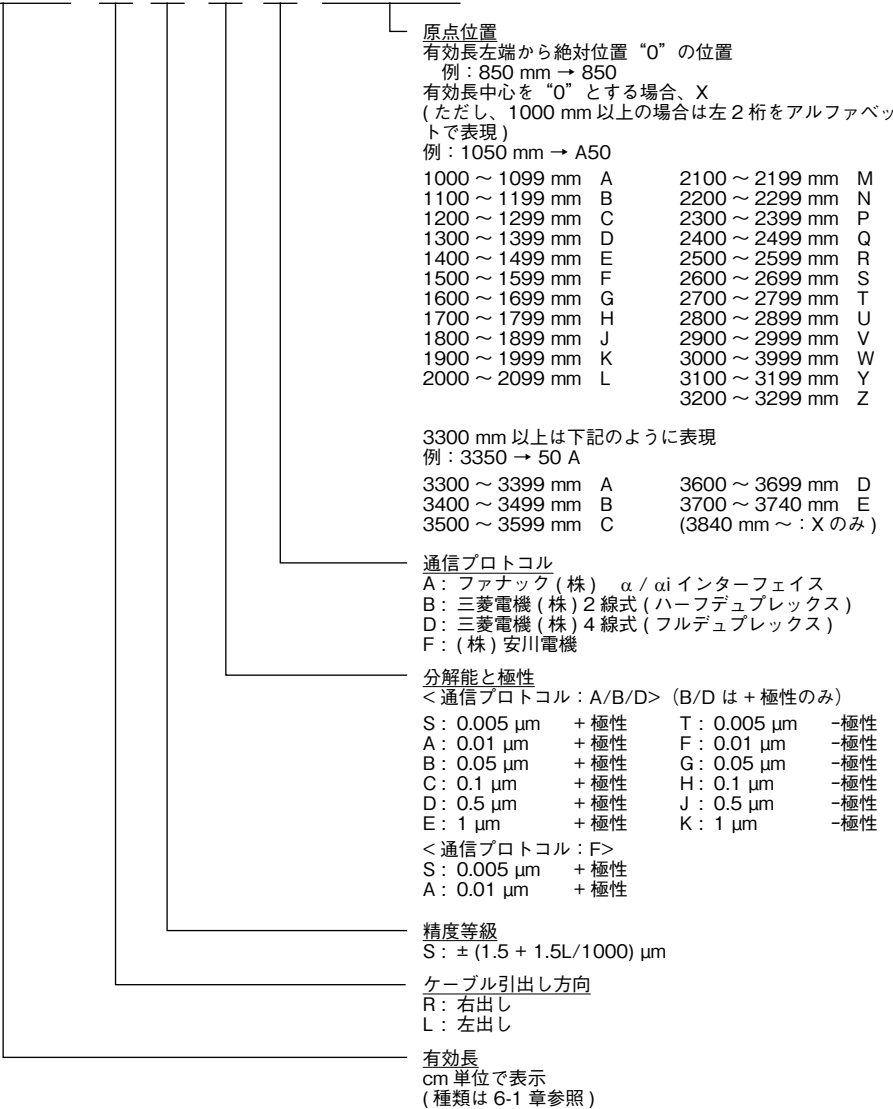 原点位置
有効長左端から絶対位置“0”の位置
例：850 mm → 850
有効長中心を“0”とする場合、X
( ただし、1000 mm 以上の場合は左 2 桁をアルファベッ
トで表現 )
例：1050 mm → A50
1000 ～ 1099 mm A 2100 ～ 2199 mm M
1100 ～ 1199 mm B 2200 ～ 2299 mm N
1200 ～ 1299 mm C 2300 ～ 2399 mm P
1300 ～ 1399 mm D 2400 ～ 2499 mm Q
1400 ～ 1499 mm E 2500 ～ 2599 mm R
1500 ～ 1599 mm F 2600 ～ 2699 mm S
1600 ～ 1699 mm G 2700 ～ 2799 mm T
1700 ～ 1799 mm H 2800 ～ 2899 mm U
1800 ～ 1899 mm J 2900 ～ 2999 mm V
1900 ～ 1999 mm K 3000 ～ 3999 mm W
2000 ～ 2099 mm L 3100 ～ 3199 mm Y
3200 ～ 3299 mm Z
3300 mm 以上は下記のように表現
例：3350 → 50 A
3300 ～ 3399 mm A 3600 ～ 3699 mm D
3400 ～ 3499 mm B 3700 ～ 3740 mm E
3500 ～ 3599 mm C (3840 mm ～：X のみ )
通信プロトコル
A : ファナック ( 株 ) α / αi インターフェイス
B : 三菱電機 ( 株 ) 2 線式 ( ハーフデュプレックス )
D : 三菱電機 ( 株 ) 4 線式 ( フルデュプレックス )
F : ( 株 ) 安川電機
分解能と極性
< 通信プロトコル：A/B/D>（B/D は + 極性のみ）
S : 0.005 μm + 極性 T : 0.005 μm -極性
A : 0.01 μm + 極性 F : 0.01 μm -極性
B : 0.05 μm + 極性 G : 0.05 μm -極性
C : 0.1 μm + 極性 H : 0.1 μm -極性
D : 0.5 μm + 極性 J : 0.5 μm -極性
E : 1 μm + 極性 K : 1 μm -極性
< 通信プロトコル：F>
S : 0.005 μm + 極性
A : 0.01 μm + 極性
精度等級
S : ± (1.5 + 1.5L/1000) μm
ケーブル引出し方向
R : 右出し
L : 左出し
有効長
cm 単位で表示
( 種類は 6-1 章参照 )